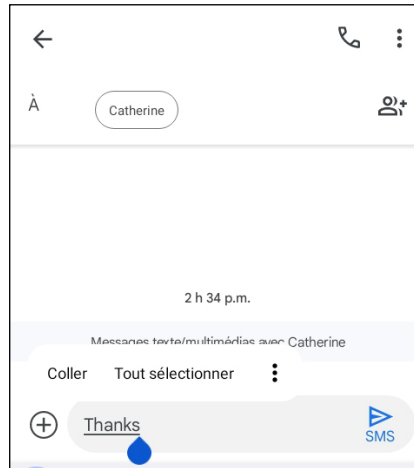 À Catherine
2 h 34 p.m.
Messages texte/multimédias avec Catherine
Coller Tout sélectionner
Thanks
SMS